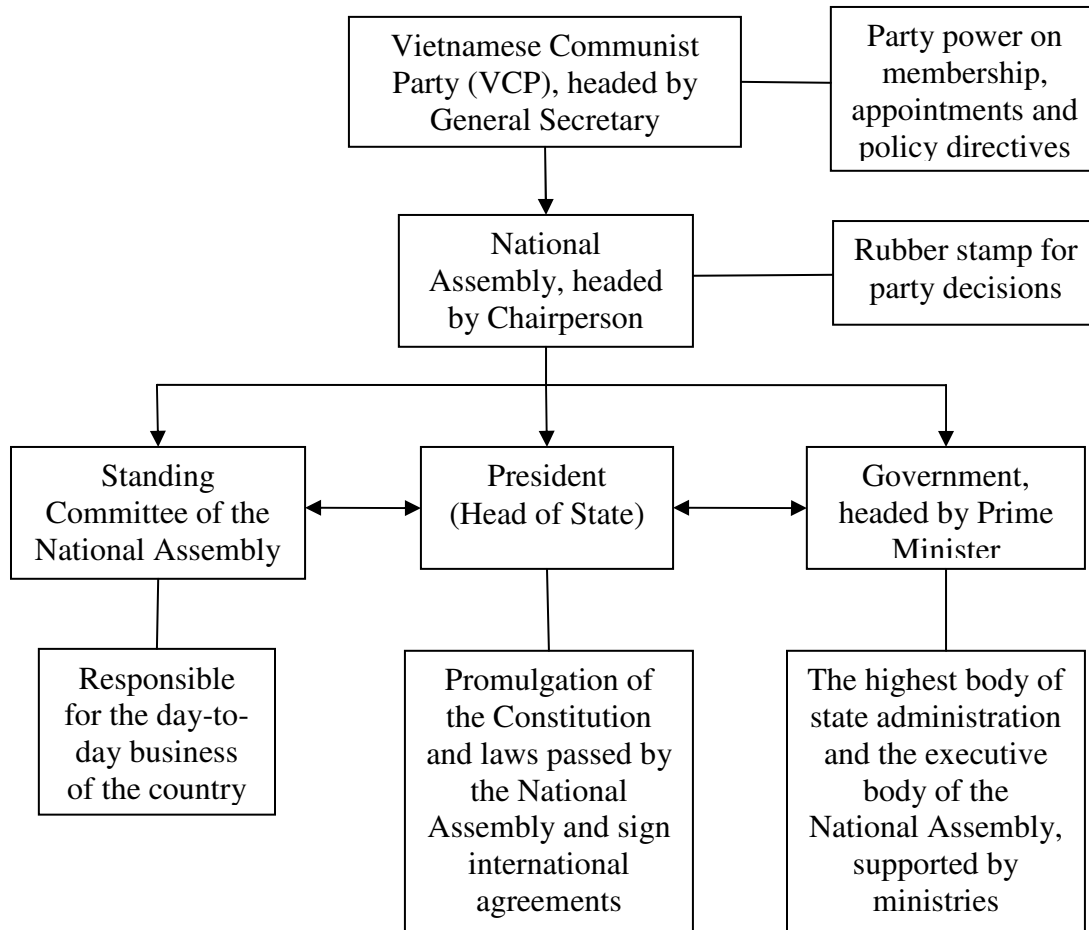 Vietnamese Communist
Party (VCP), headed by
General Secretary
Party power on
membership,
appointments and
policy directives
National
Assembly, headed
by Chairperson
Rubber stamp for
party decisions
Standing
Committee of the
National Assembly
President
(Head of State)
Government,
headed by Prime
Minister
Responsible
for the day-to-
day business
of the country
Promulgation of
the Constitution
and laws passed by
the National
Assembly and sign
international
agreements
The highest body of
state administration
and the executive
body of the
National Assembly,
supported by
ministries